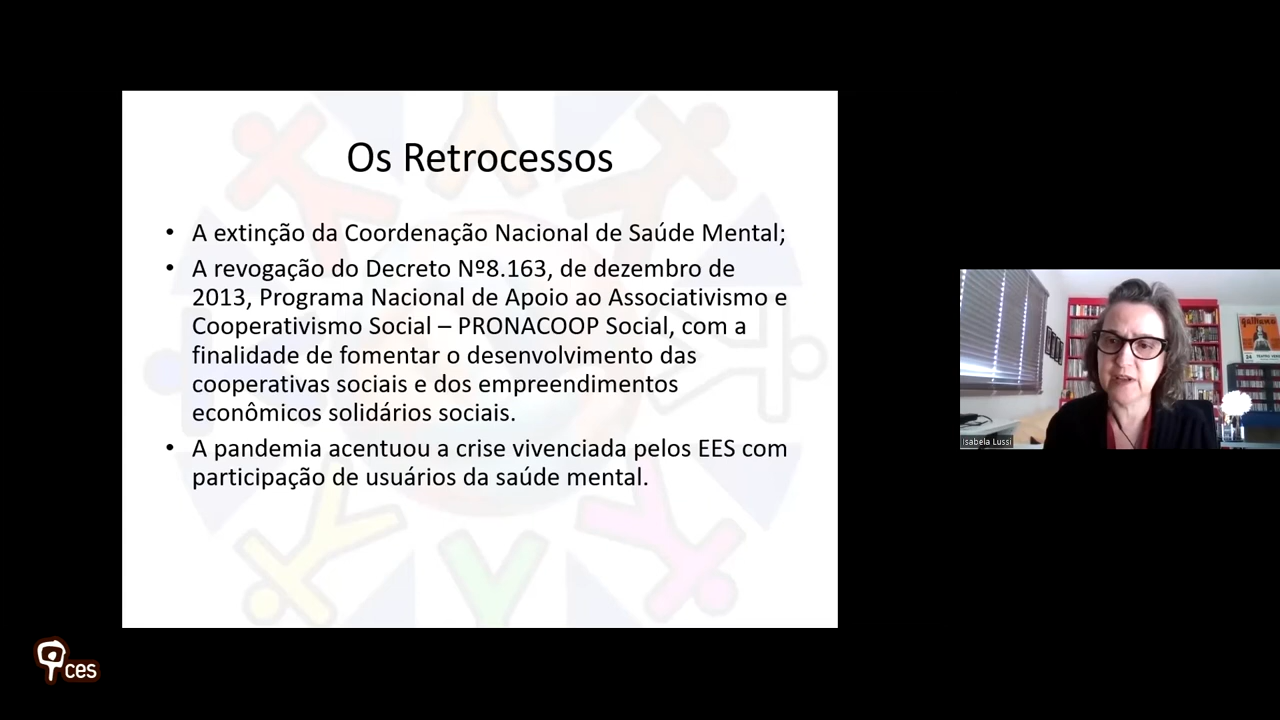 Os Retrocessos
• A extinção da Coordenação Nacional de Saúde Mental;
• A revogação do Decreto Nº8.163, de dezembro de
2013, Programa Nacional de Apoio ao Associativismo e
Cooperativismo Social – PRONACOOP Social, com a
finalidade de fomentar o desenvolvimento das
cooperativas sociais e dos empreendimentos
econômicos solidários sociais.
• A pandemia acentuou a crise vivenciada pelos EES com
participação de usuários da saúde mental.
Isabela Lussi
ces